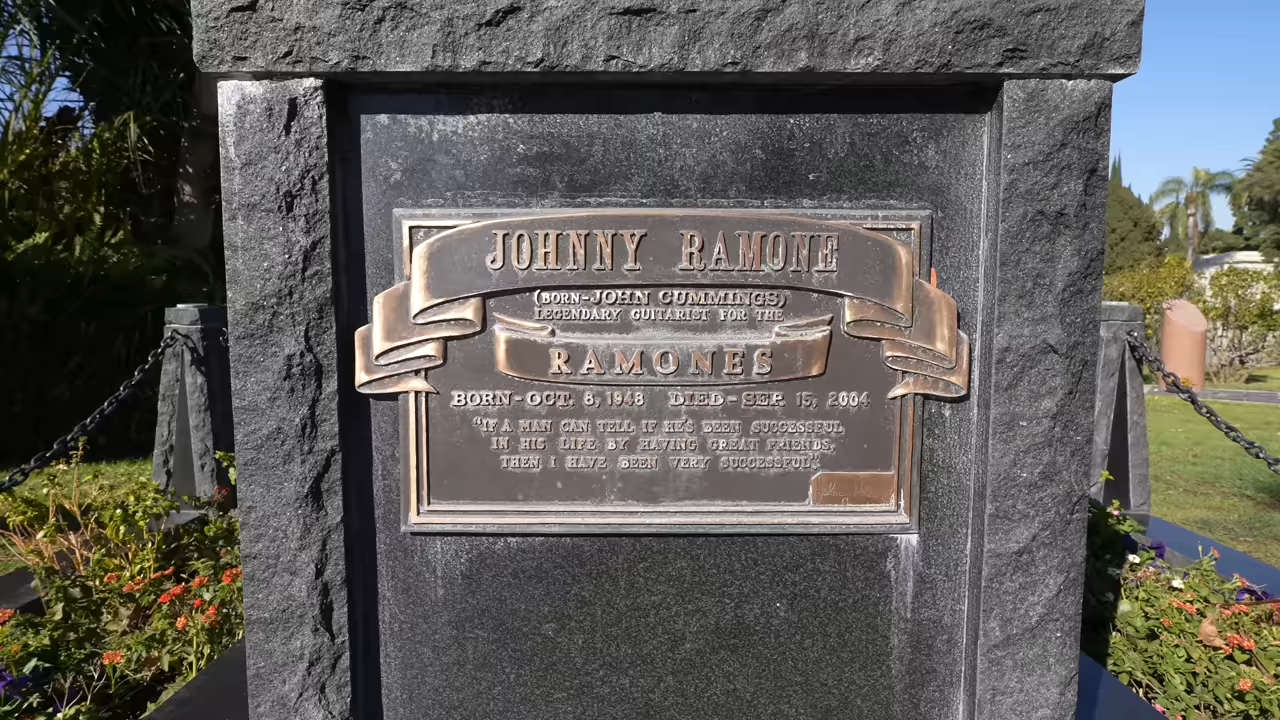 JOHNNY RAMONE
(BORN-JOHN CUMMINGS)
LEGENDARY GUITARIST FOR THE
RAMONES
BORN-OCT. 8, 1948 DIED-SEP. 15, 2004
"IF A MAN CAN TELL IF HE'S BEEN SUCCESSFUL
IN HIS LIFE BY HAVING GREAT FRIENDS,
THEN I HAVE BEEN VERY SUCCESSFUL"